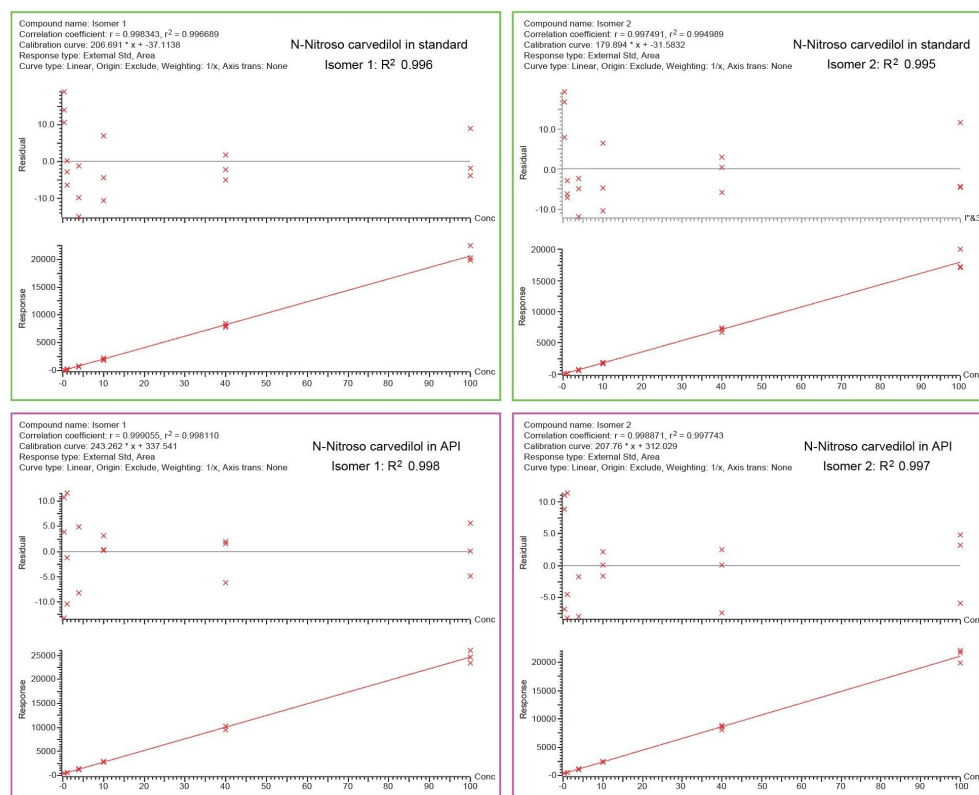 Compound name: Isomer 1
Correlation coefficient: r = 0.998343, r² = 0.996689
Calibration curve: 206.691 * x + -37.1138
Response type: External Std, Area
Curve type: Linear, Origin: Exclude, Weighting: 1/x, Axis trans: None
N-Nitroso carvedilol in standard
Isomer 1: R² 0.996
Residual
10.0
0.0
-10.0
Conc
Response
20000
15000
10000
5000
-0
-0 10 20 30 40 50 60 70 80 90 100
Conc
Compound name: Isomer 2
Correlation coefficient: r = 0.997491, r² = 0.994989
Calibration curve: 179.894 * x + -31.5832
Response type: External Std, Area
Curve type: Linear, Origin: Exclude, Weighting: 1/x, Axis trans: None
N-Nitroso carvedilol in standard
Isomer 2: R² 0.995
Residual
10.0
0.0
-10.0
Response
20000
15000
10000
5000
-0
-0 10 20 30 40 50 60 70 80 90 100
Conc
Compound name: Isomer 1
Correlation coefficient: r = 0.999055, r² = 0.998110
Calibration curve: 243.262 * x + 337.541
Response type: External Std, Area
Curve type: Linear, Origin: Exclude, Weighting: 1/x, Axis trans: None
N-Nitroso carvedilol in API
Isomer 1: R² 0.998
Residual
10.0
5.0
0.0
-5.0
-10.0
Conc
Response
25000
20000
15000
10000
5000
-0
-0 10 20 30 40 50 60 70 80 90 100
Conc
Compound name: Isomer 2
Correlation coefficient: r = 0.998871, r² = 0.997743
Calibration curve: 207.76 * x + 312.029
Response type: External Std, Area
Curve type: Linear, Origin: Exclude, Weighting: 1/x, Axis trans: None
N-Nitroso carvedilol in API
Isomer 2: R² 0.997
Residual
10.0
5.0
0.0
-5.0
Conc
Response
20000
15000
10000
5000
-0
-0 10 20 30 40 50 60 70 80 90 100
Conc